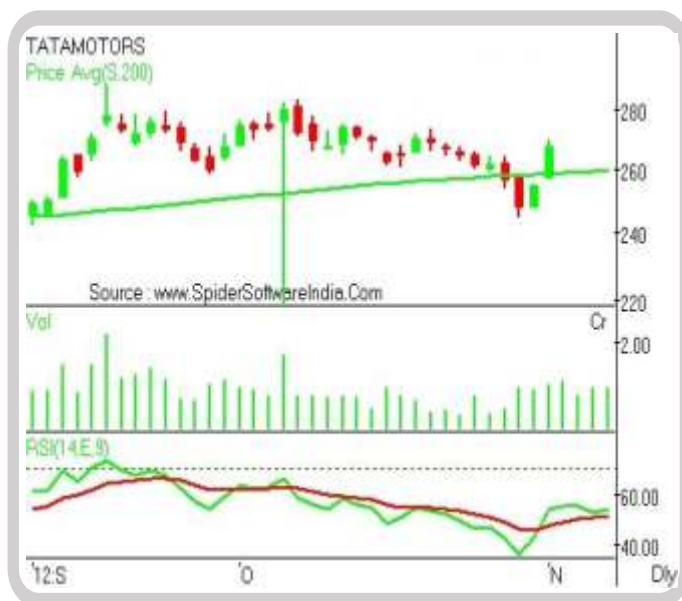 TATAMOTORS
Price Avg(S,200)
280
260
240
Source : www.SpiderSoftwareIndia.Com
220
Vol
Cr
2.00
RSI(14,E,9)
60.00
40.00
'12:S
'O
'N
Dly